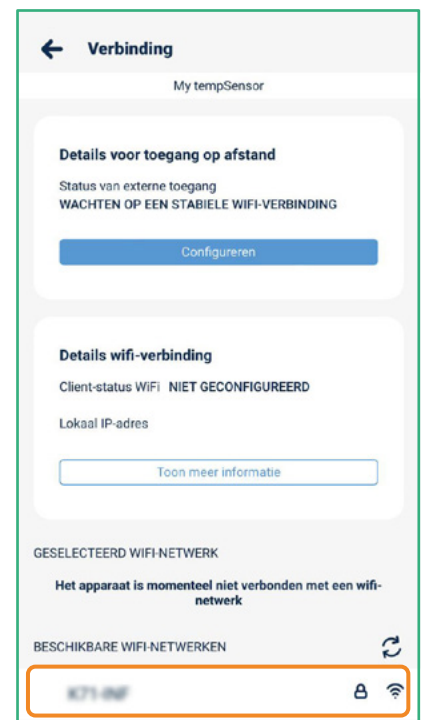 Verbinding
My tempSensor
Details voor toegang op afstand
Status van externe toegang
WACHTEN OP EEN STABIELE WIFI-VERBINDING
Configureren
Details wifi-verbinding
Client-status WiFi NIET GECONFIGUREERD
Lokaal IP-adres
Toon meer informatie
GESELECTEERD WIFI-NETWERK
Het apparaat is momenteel niet verbonden met een wifi-
netwerk
BESCHIKBARE WIFI-NETWERKEN